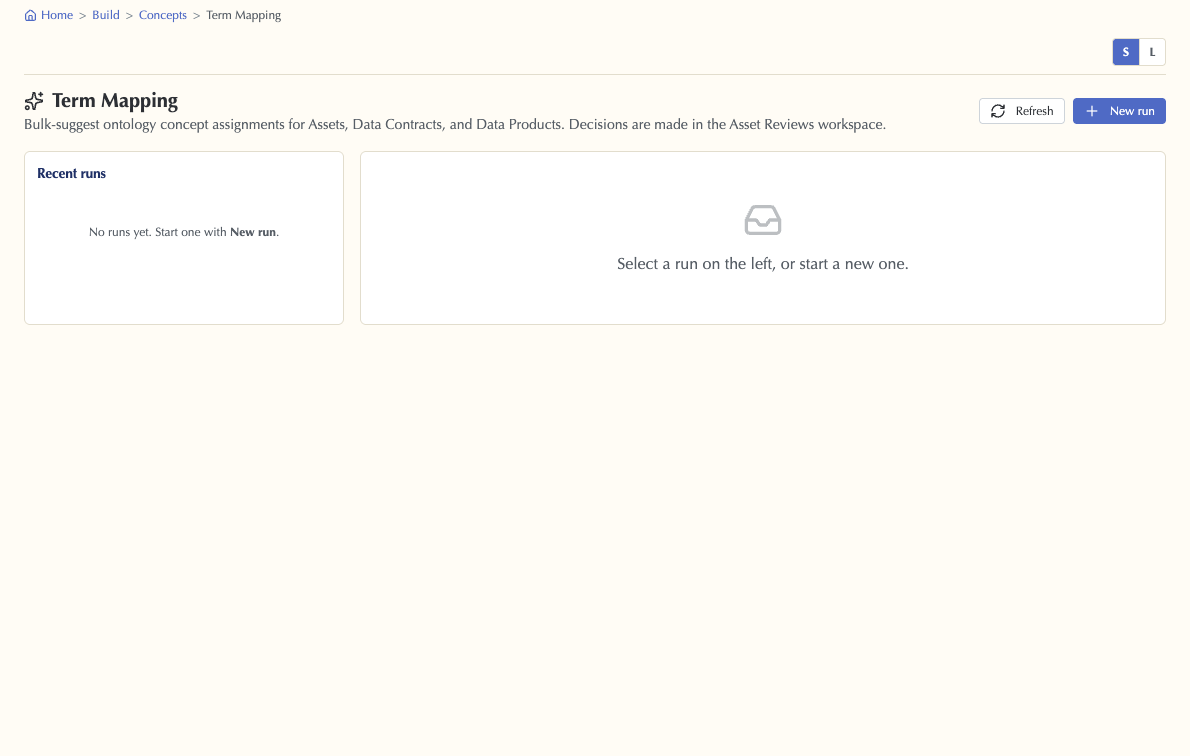 Home > Build > Concepts > Term Mapping
S L
Term Mapping
Bulk-suggest ontology concept assignments for Assets, Data Contracts, and Data Products. Decisions are made in the Asset Reviews workspace.
Refresh
New run
Recent runs
No runs yet. Start one with New run.
Select a run on the left, or start a new one.